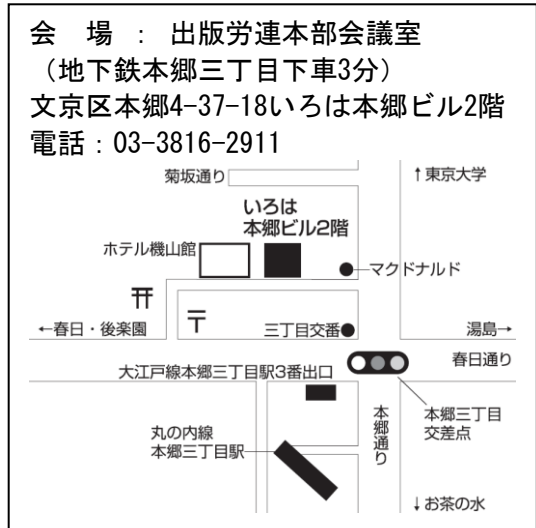 会　場　：　出版労連本部会議室
（地下鉄本郷三丁目下車3分）
文京区本郷4-37-18いろは本郷ビル2階
電話：03-3816-2911
菊坂通り
↑東京大学
いろは
本郷ビル2階
ホテル機山館
マクドナルド
〒
←春日・後楽園
三丁目交番
湯島→
春日通り
大江戸線本郷三丁目駅3番出口
本郷通り
本郷三丁目
交差点
丸の内線
本郷三丁目駅
↓お茶の水